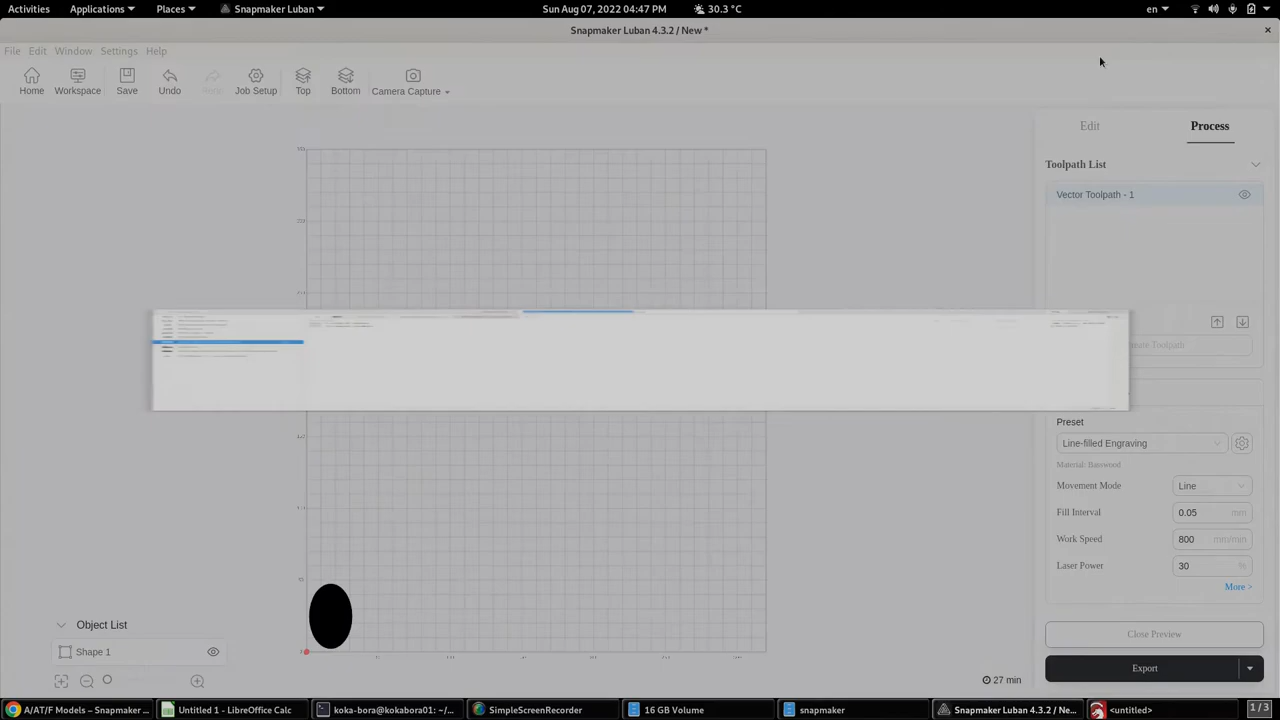 Activities Applications Places Snapmaker Luban Sun Aug 07, 2022 04:47 PM 30.3 °C en
Snapmaker Luban 4.3.2 / New *
File Edit Window Settings Help
Home Workspace Save Undo Job Setup Top Bottom Camera Capture
Edit Process
Toolpath List
Vector Toolpath - 1
Toolpath
Preset
Line-filled Engraving
Material: Basswood
Movement Mode Line
Fill Interval 0.05 mm
Work Speed 800 mm/min
Laser Power 30 %
More >
Object List
Shape 1
Close Preview
Export
27 min
A/AT/F Models – Snapmaker ... Untitled 1 - LibreOffice Calc koka-bora@kokabora01: ~/... SimpleScreenRecorder 16 GB Volume snapmaker Snapmaker Luban 4.3.2 / Ne... <untitled> 1 / 3